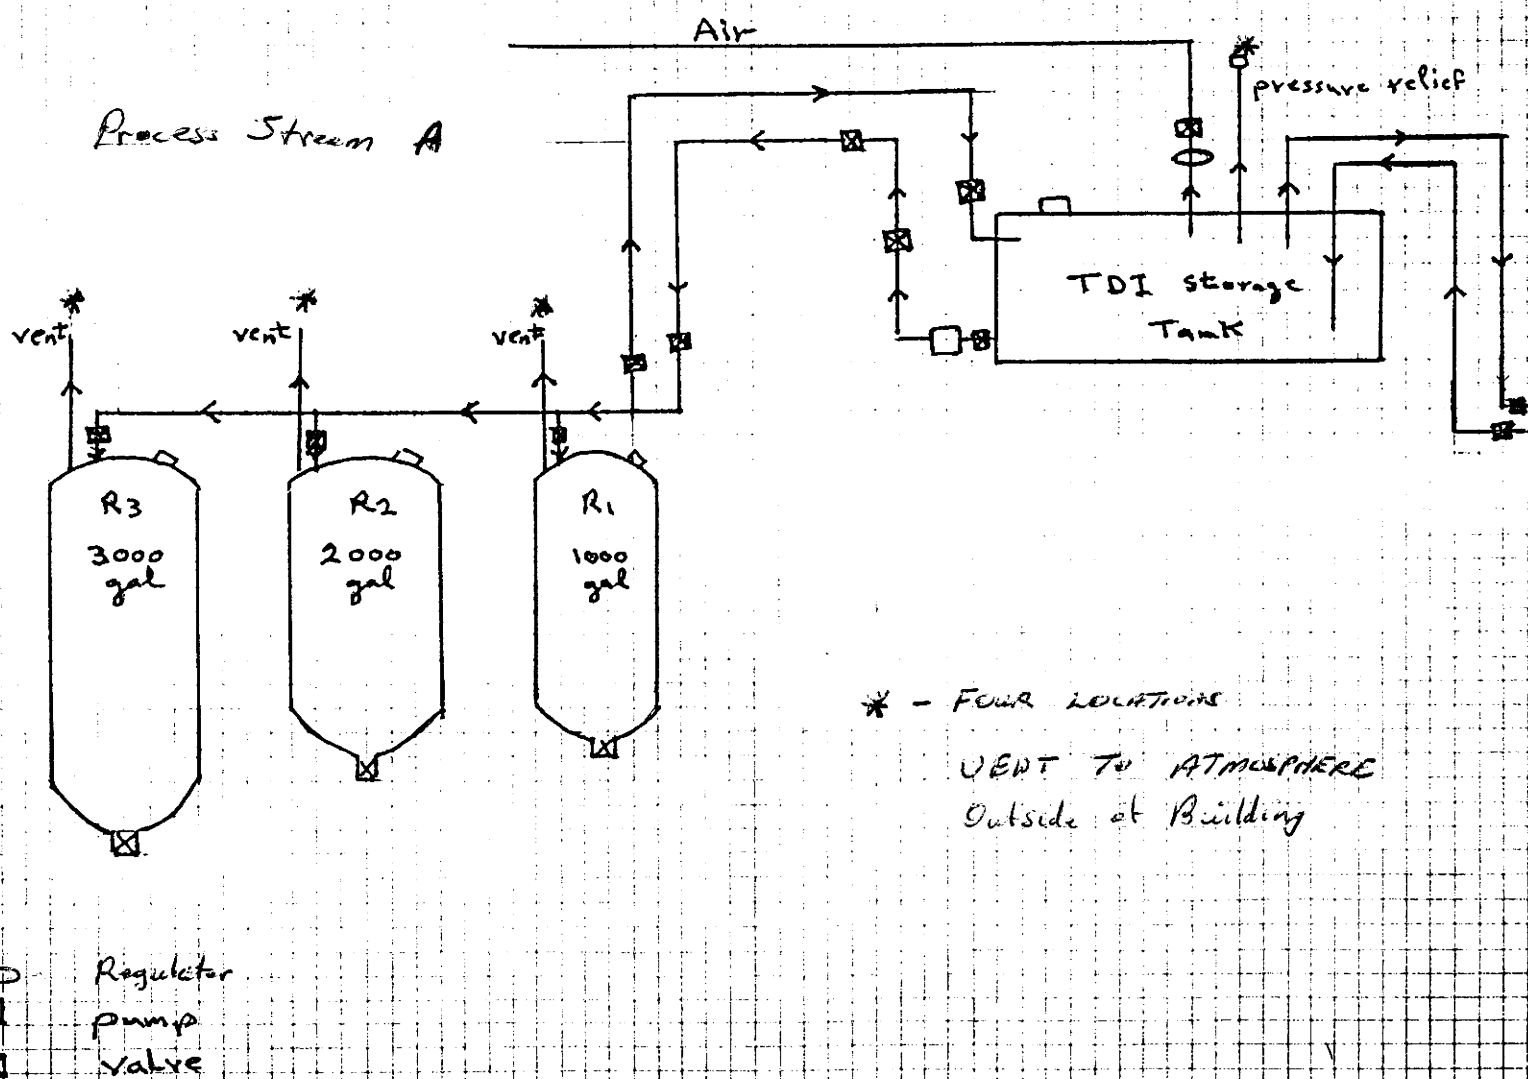 Air
pressure relief
Process Stream A
TDI storage
Tank
vent
vent
vent
R3
3000
gal
R2
2000
gal
R1
1000
gal
* - FOUR LOCATIONS
VENT TO ATMOSPHERE
Outside of Building
Regulator
pump
valve